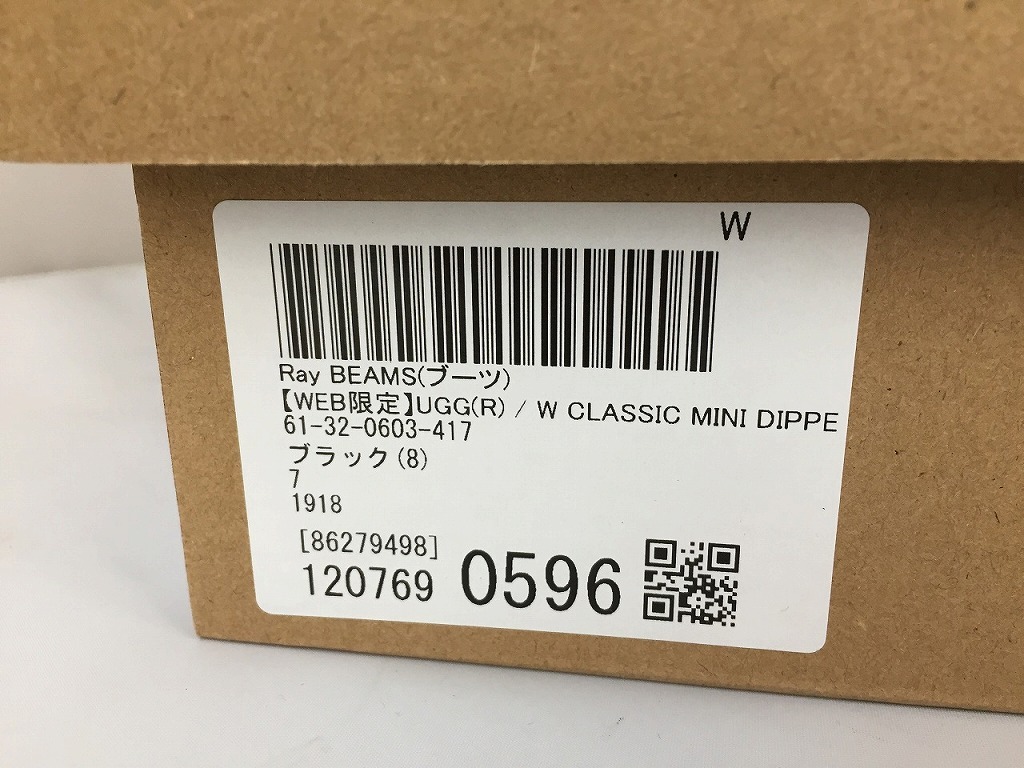 W
Ray BEAMS(ブーツ)
【WEB限定】UGG(R) / W CLASSIC MINI DIPPE
61-32-0603-417
ブラック(8)
7
1918
[86279498]
120769 0596